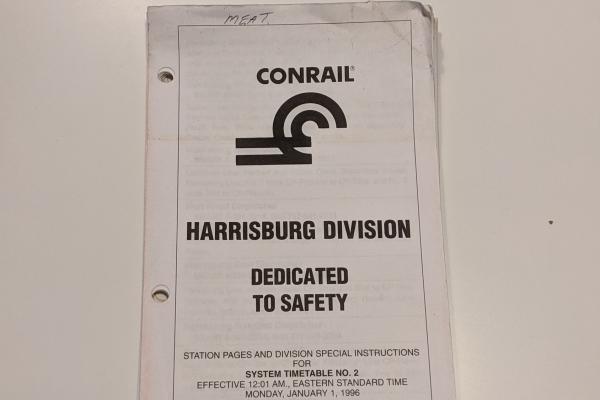 MEAT
CONRAIL®
HARRISBURG DIVISION
DEDICATED
TO SAFETY
STATION PAGES AND DIVISION SPECIAL INSTRUCTIONS
FOR
SYSTEM TIMETABLE NO. 2
EFFECTIVE 12:01 AM., EASTERN STANDARD TIME
MONDAY, JANUARY 1, 1996